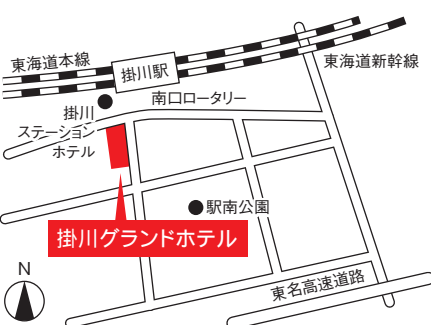 東海道本線
掛川駅
東海道新幹線
南口ロータリー
掛川
ステーション
ホテル
駅南公園
掛川グランドホテル
N
東名高速道路